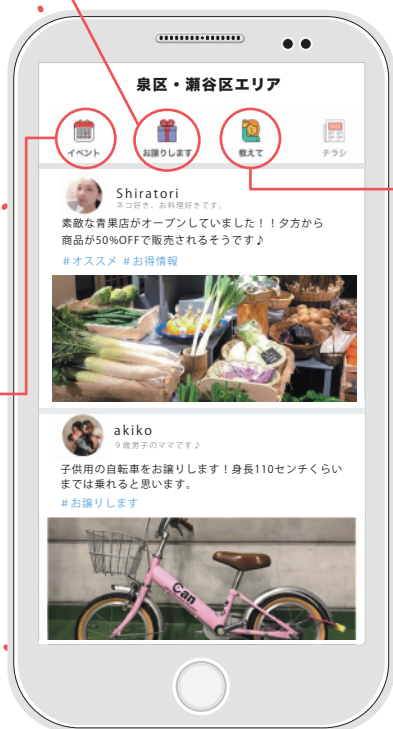 泉区・瀬谷区エリア
イベント
お譲りします
教えて
チラシ
Shiratori
ネコ好き、お料理好きです。
素敵な青果店がオープンしていました！！夕方から
商品が50%OFFで販売されるそうです♪
#オススメ #お得情報
akiko
９歳男子のママです♪
子供用の自転車をお譲りします！身長110センチくらい
までは乗れると思います。
#お譲りします
Can